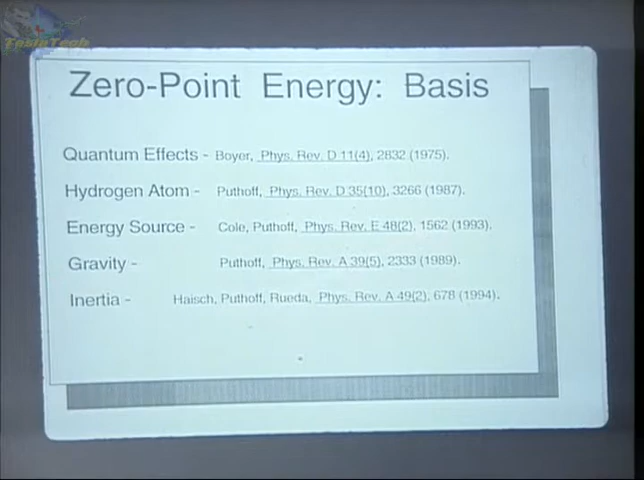 Zero-Point Energy: Basis
Quantum Effects - Boyer, Phys. Rev. D 11(4), 2832 (1975).
Hydrogen Atom - Puthoff, Phys. Rev. D 35(10), 3266 (1987).
Energy Source - Cole, Puthoff, Phys. Rev. E 48(2), 1562 (1993).
Gravity - Puthoff, Phys. Rev. A 39(5), 2333 (1989).
Inertia - Haisch, Puthoff, Rueda, Phys. Rev. A 49(2), 678 (1994).